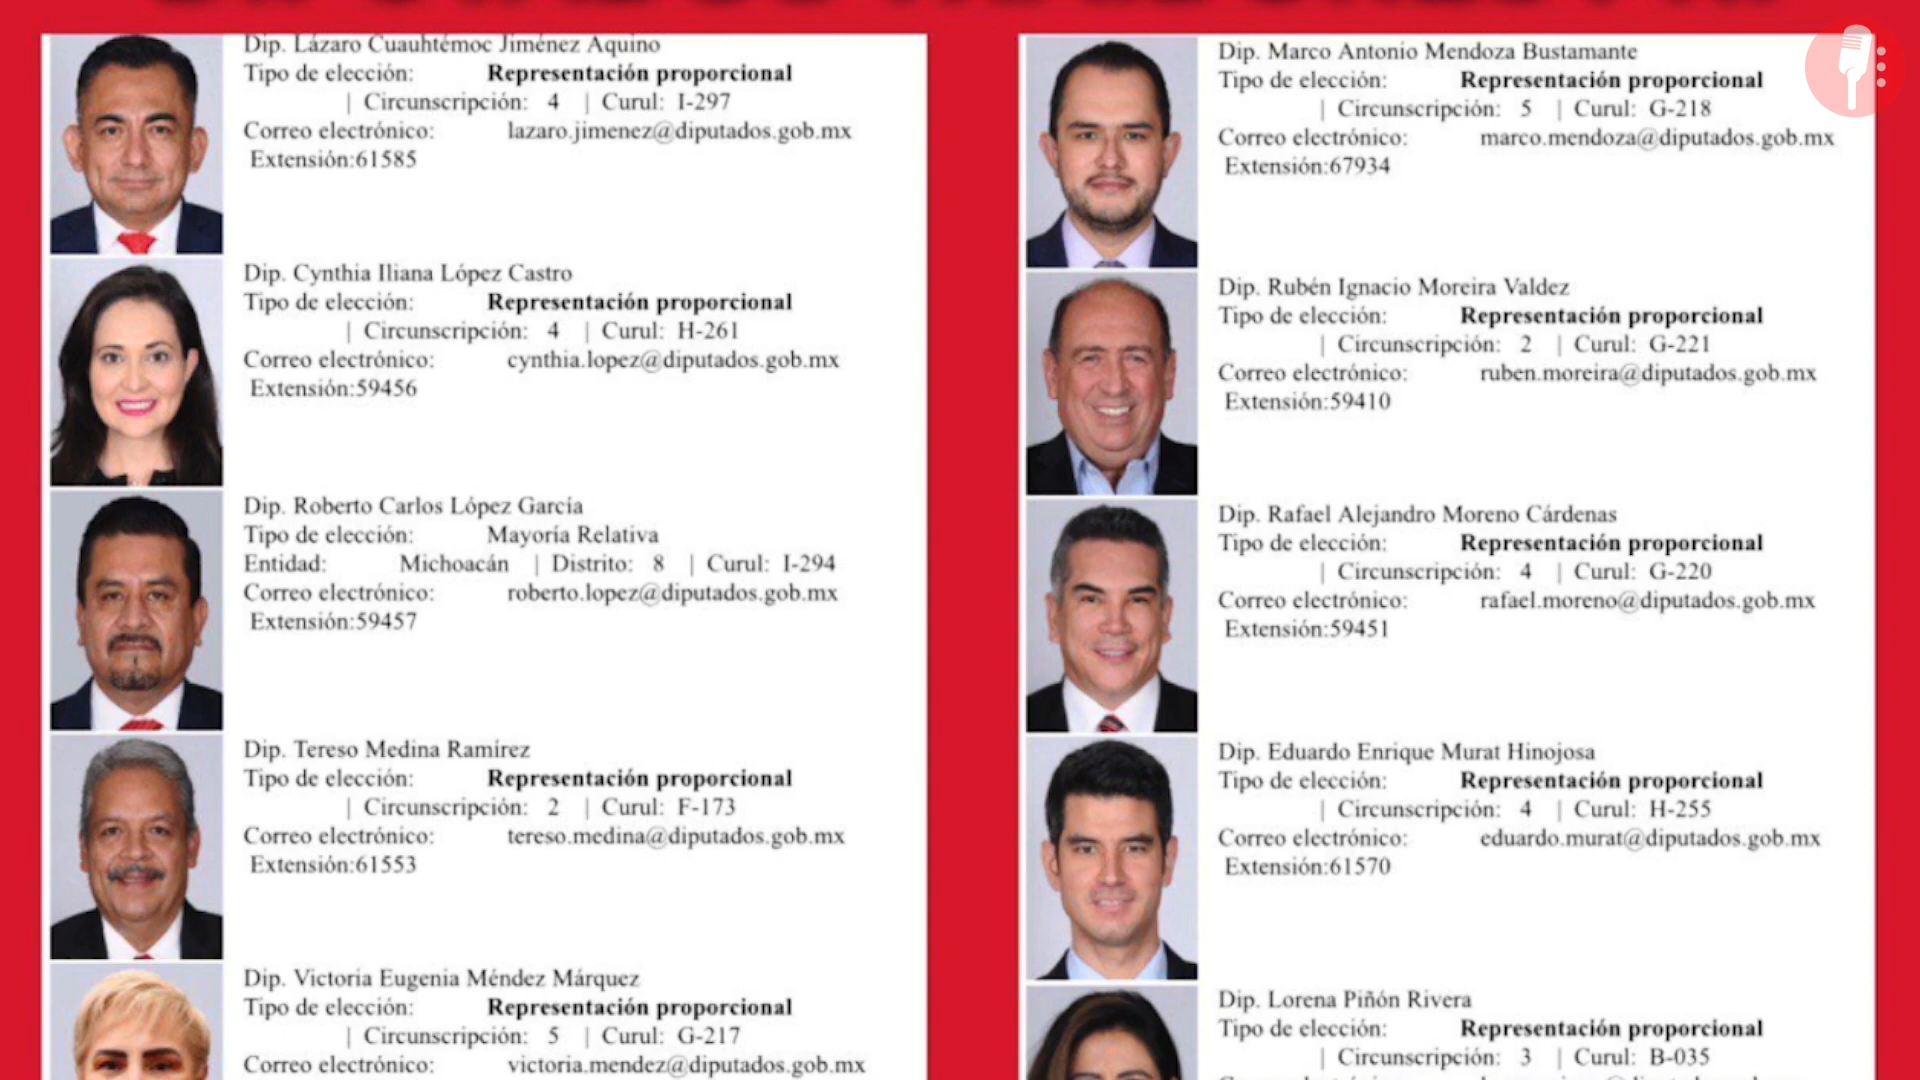 Dip. Lázaro Cuauhtémoc Jiménez Aquino
Tipo de elección: Representación proporcional
| Circunscripción: 4 | Curul: I-297
Correo electrónico: lazaro.jimenez@diputados.gob.mx
Extensión:61585
Dip. Cynthia Iliana López Castro
Tipo de elección: Representación proporcional
| Circunscripción: 4 | Curul: H-261
Correo electrónico: cynthia.lopez@diputados.gob.mx
Extensión:59456
Dip. Roberto Carlos López García
Tipo de elección: Mayoría Relativa
Entidad: Michoacán | Distrito: 8 | Curul: I-294
Correo electrónico: roberto.lopez@diputados.gob.mx
Extensión:59457
Dip. Tereso Medina Ramírez
Tipo de elección: Representación proporcional
| Circunscripción: 2 | Curul: F-173
Correo electrónico: tereso.medina@diputados.gob.mx
Extensión:61553
Dip. Victoria Eugenia Méndez Márquez
Tipo de elección: Representación proporcional
| Circunscripción: 5 | Curul: G-217
Correo electrónico: victoria.mendez@diputados.gob.mx
Dip. Marco Antonio Mendoza Bustamante
Tipo de elección: Representación proporcional
| Circunscripción: 5 | Curul: G-218
Correo electrónico: marco.mendoza@diputados.gob.mx
Extensión:67934
Dip. Rubén Ignacio Moreira Valdez
Tipo de elección: Representación proporcional
| Circunscripción: 2 | Curul: G-221
Correo electrónico: ruben.moreira@diputados.gob.mx
Extensión:59410
Dip. Rafael Alejandro Moreno Cárdenas
Tipo de elección: Representación proporcional
| Circunscripción: 4 | Curul: G-220
Correo electrónico: rafael.moreno@diputados.gob.mx
Extensión:59451
Dip. Eduardo Enrique Murat Hinojosa
Tipo de elección: Representación proporcional
| Circunscripción: 4 | Curul: H-255
Correo electrónico: eduardo.murat@diputados.gob.mx
Extensión:61570
Dip. Lorena Piñón Rivera
Tipo de elección: Representación proporcional
| Circunscripción: 3 | Curul: B-035